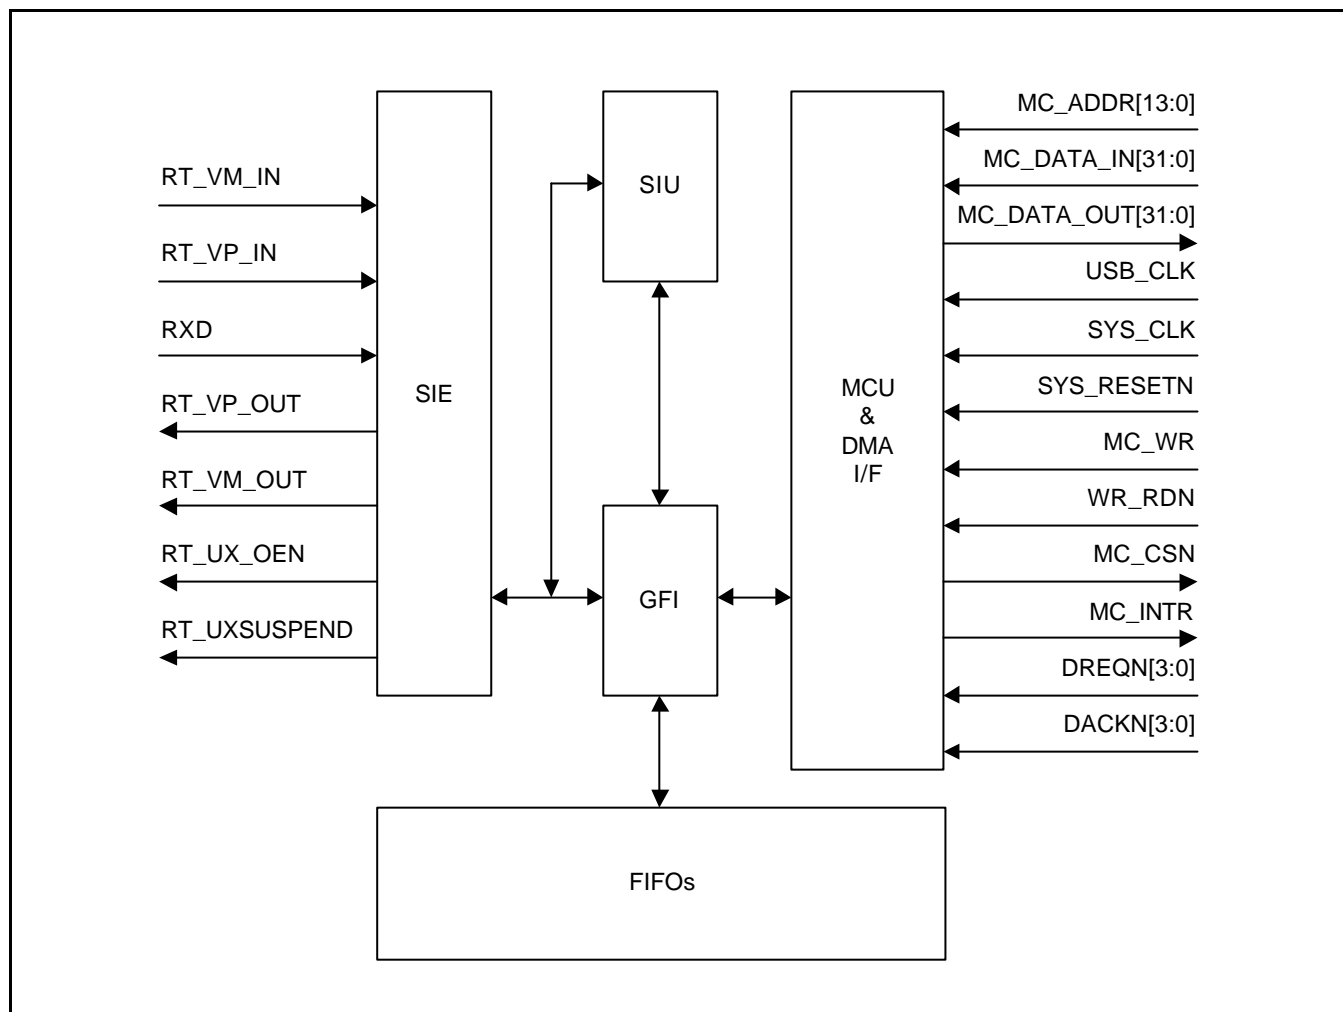 RT_VM_IN
RT_VP_IN
RXD
RT_VP_OUT
RT_VM_OUT
RT_UX_OEN
RT_UXSUSPEND
SIE
SIU
GFI
MCU
&
DMA
I/F
MC_ADDR[13:0]
MC_DATA_IN[31:0]
MC_DATA_OUT[31:0]
USB_CLK
SYS_CLK
SYS_RESETN
MC_WR
WR_RDN
MC_CSN
MC_INTR
DREQN[3:0]
DACKN[3:0]
FIFOs